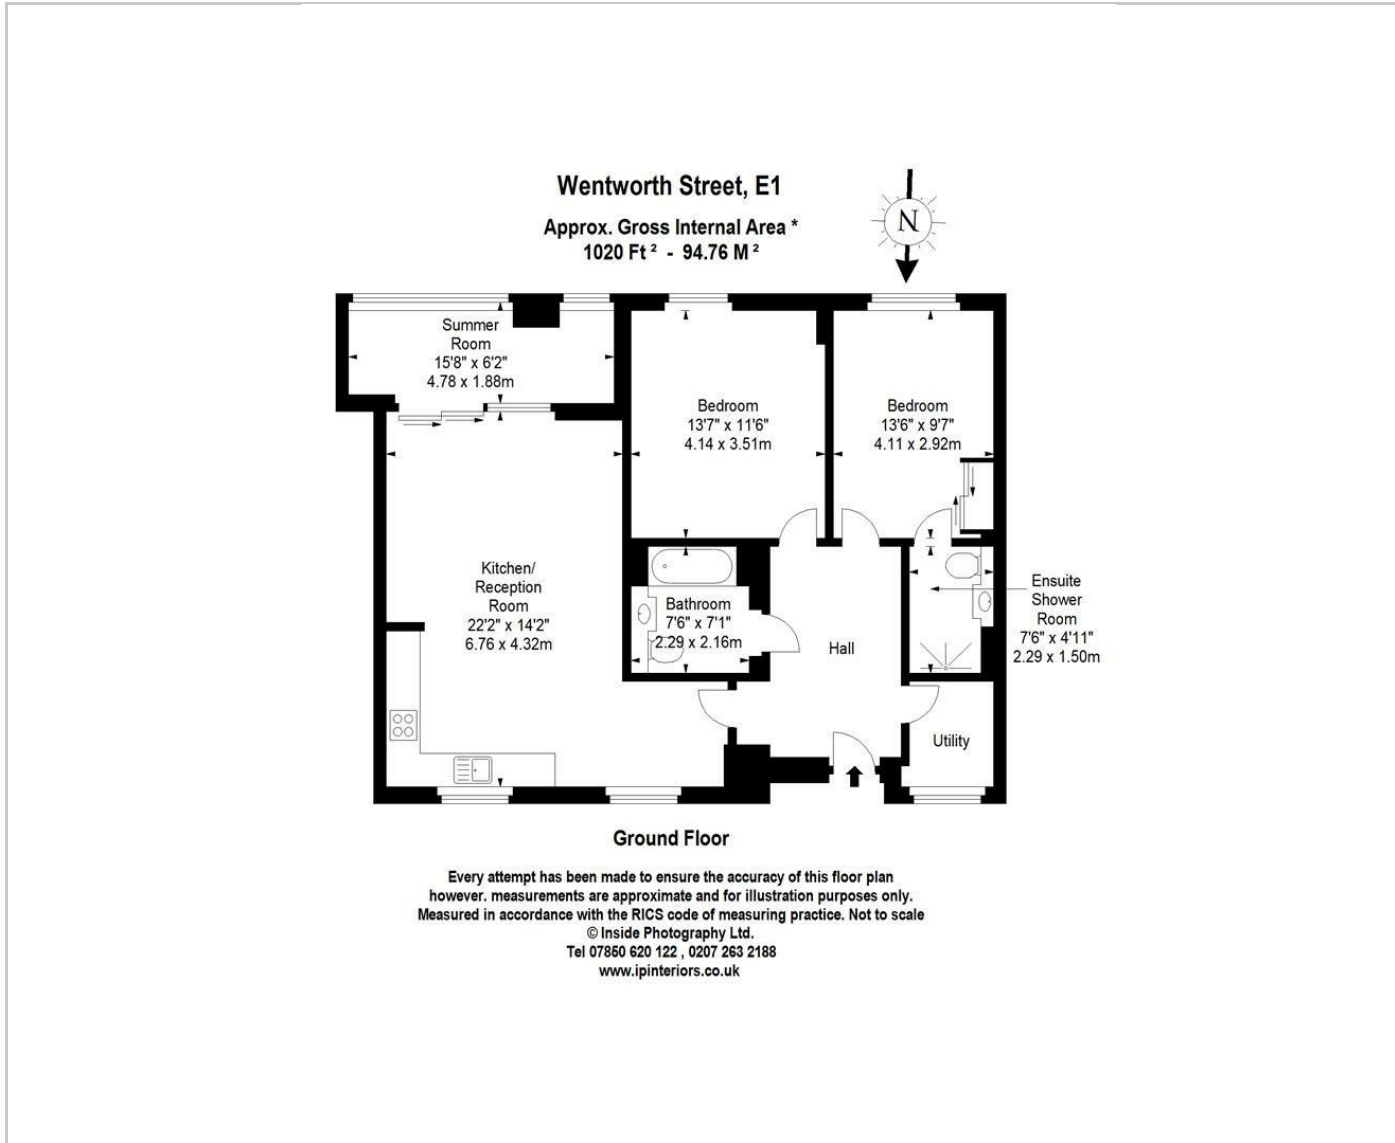 Wentworth Street, E1
Approx. Gross Internal Area *
1020 Ft ² - 94.76 M ²
N
Summer
Room
15'8" x 6'2"
4.78 x 1.88m
Bedroom
13'7" x 11'6"
4.14 x 3.51m
Bedroom
13'6" x 9'7"
4.11 x 2.92m
Kitchen/
Reception
Room
22'2" x 14'2"
6.76 x 4.32m
Bathroom
7'6" x 7'1"
2.29 x 2.16m
Hall
Ensuite
Shower
Room
7'6" x 4'11"
2.29 x 1.50m
Utility
Ground Floor
Every attempt has been made to ensure the accuracy of this floor plan
however. measurements are approximate and for illustration purposes only.
Measured in accordance with the RICS code of measuring practice. Not to scale
© Inside Photography Ltd.
Tel 07850 620 122 , 0207 263 2188
www.ipinteriors.co.uk